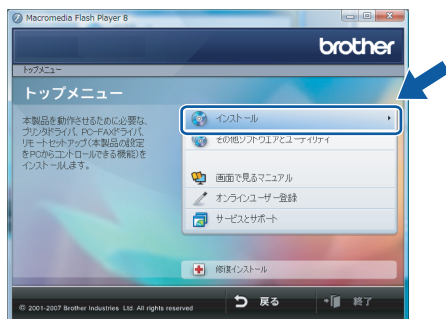 Macromedia Flash Player 8
brother
トップメニュー
トップメニュー
本製品を動作させるために必要な、
プリンタドライバ、PC-FAXドライバ、
リモートセットアップ(本製品の設定
をPCからコントロールできる機能)を
インストールします。
インストール
その他ソフトウェアとユーティリティ
画面で見るマニュアル
オンラインユーザー登録
サービスとサポート
修復インストール
© 2001-2007 Brother Industries Ltd. All rights reserved
戻る
終了